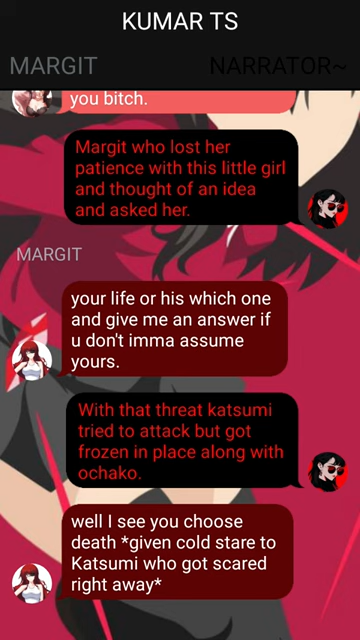 KUMAR TS
MARGIT
NARRATOR~
you bitch.
Margit who lost her
patience with this little girl
and thought of an idea
and asked her.
MARGIT
your life or his which one
and give me an answer if
u don't imma assume
yours.
With that threat katsumi
tried to attack but got
frozen in place along with
ochako.
well I see you choose
death *given cold stare to
Katsumi who got scared
right away*